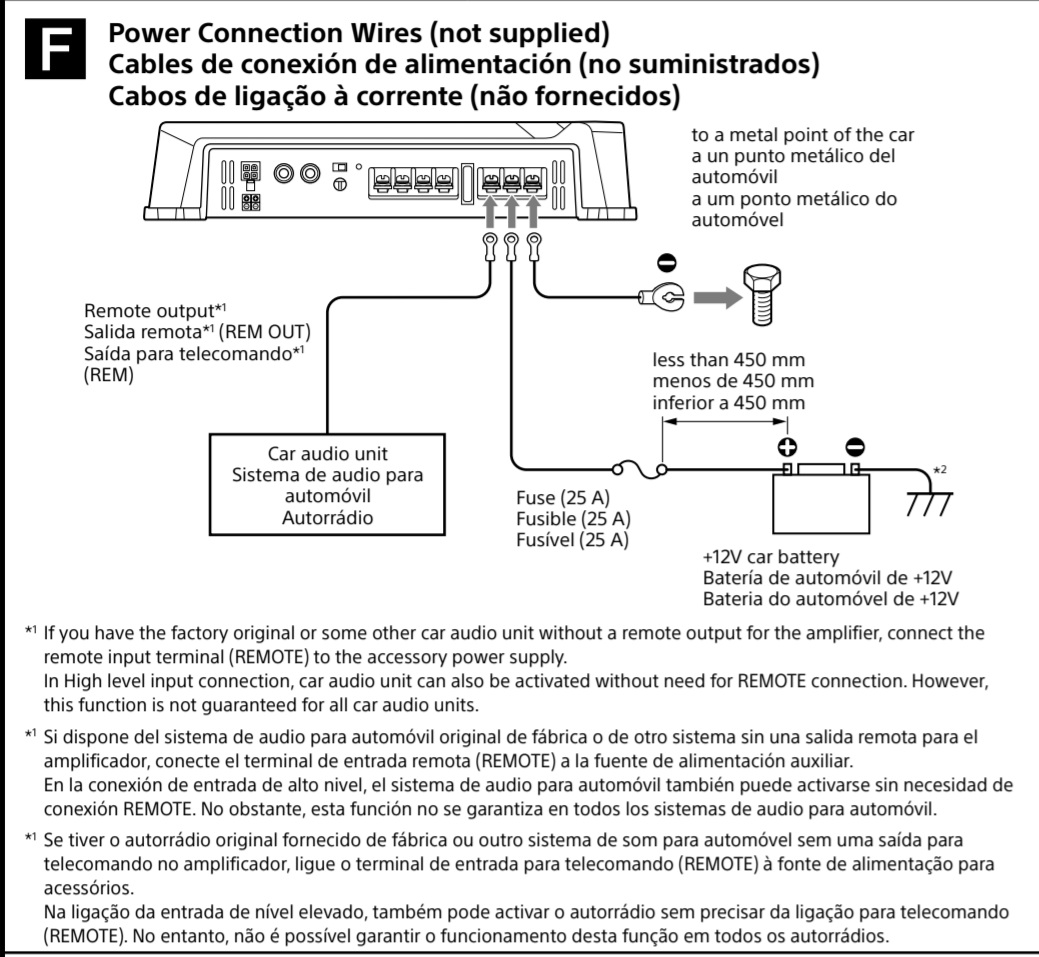 F
Power Connection Wires (not supplied)
Cables de conexión de alimentación (no suministrados)
Cabos de ligação à corrente (não fornecidos)
to a metal point of the car
a un punto metálico del
automóvil
a um ponto metálico do
automóvel
Remote output*1
Salida remota*1 (REM OUT)
Saída para telecomando*1
(REM)
less than 450 mm
menos de 450 mm
inferior a 450 mm
Car audio unit
Sistema de audio para
automóvil
Autorrádio
Fuse (25 A)
Fusible (25 A)
Fusível (25 A)
*2
+12V car battery
Batería de automóvil de +12V
Bateria do automóvel de +12V
*1 If you have the factory original or some other car audio unit without a remote output for the amplifier, connect the
remote input terminal (REMOTE) to the accessory power supply.
In High level input connection, car audio unit can also be activated without need for REMOTE connection. However,
this function is not guaranteed for all car audio units.
*1 Si dispone del sistema de audio para automóvil original de fábrica o de otro sistema sin una salida remota para el
amplificador, conecte el terminal de entrada remota (REMOTE) a la fuente de alimentación auxiliar.
En la conexión de entrada de alto nivel, el sistema de audio para automóvil también puede activarse sin necesidad de
conexión REMOTE. No obstante, esta función no se garantiza en todos los sistemas de audio para automóvil.
*1 Se tiver o autorrádio original fornecido de fábrica ou outro sistema de som para automóvel sem uma saída para
telecomando no amplificador, ligue o terminal de entrada para telecomando (REMOTE) à fonte de alimentação para
acessórios.
Na ligação da entrada de nível elevado, também pode activar o autorrádio sem precisar da ligação para telecomando
(REMOTE). No entanto, não é possível garantir o funcionamento desta função em todos os autorrádios.